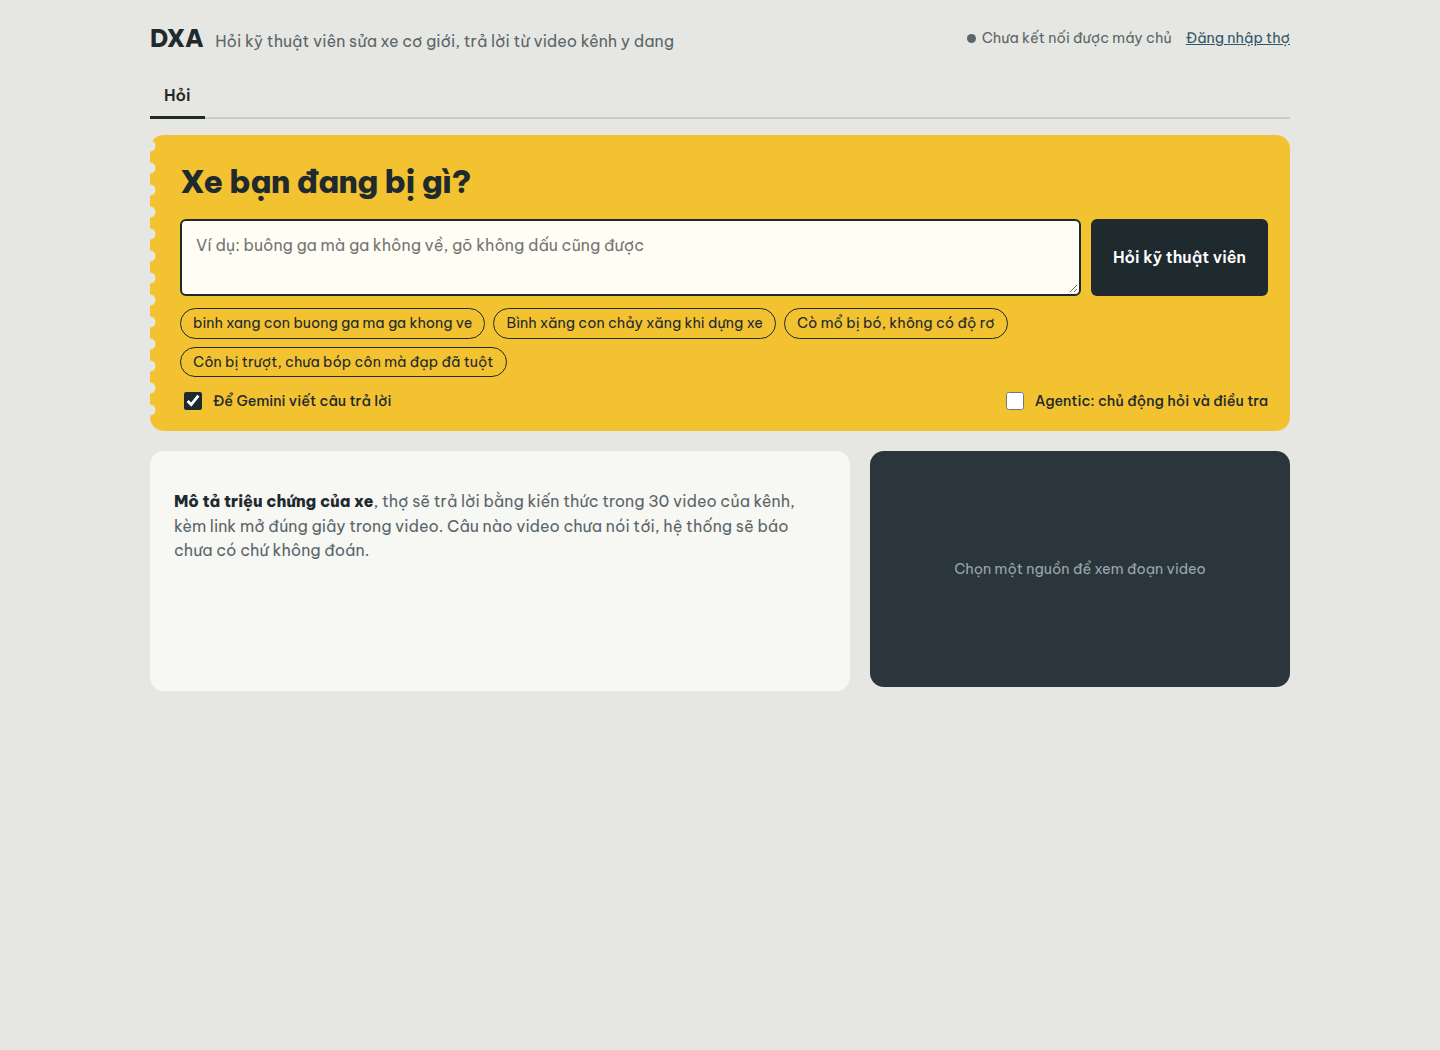 DXA Hỏi kỹ thuật viên sửa xe cơ giới, trả lời từ video kênh y dang
Chưa kết nối được máy chủ Đăng nhập thợ
Hỏi
Xe bạn đang bị gì?
Ví dụ: buông ga mà ga không về, gõ không dấu cũng được
Hỏi kỹ thuật viên
binh xang con buong ga ma ga khong ve
Bình xăng con chảy xăng khi dựng xe
Cò mổ bị bó, không có độ rơ
Côn bị trượt, chưa bóp côn mà đạp đã tuột
Để Gemini viết câu trả lời
Agentic: chủ động hỏi và điều tra
Mô tả triệu chứng của xe, thợ sẽ trả lời bằng kiến thức trong 30 video của kênh,
kèm link mở đúng giây trong video. Câu nào video chưa nói tới, hệ thống sẽ báo
chưa có chứ không đoán.
Chọn một nguồn để xem đoạn video